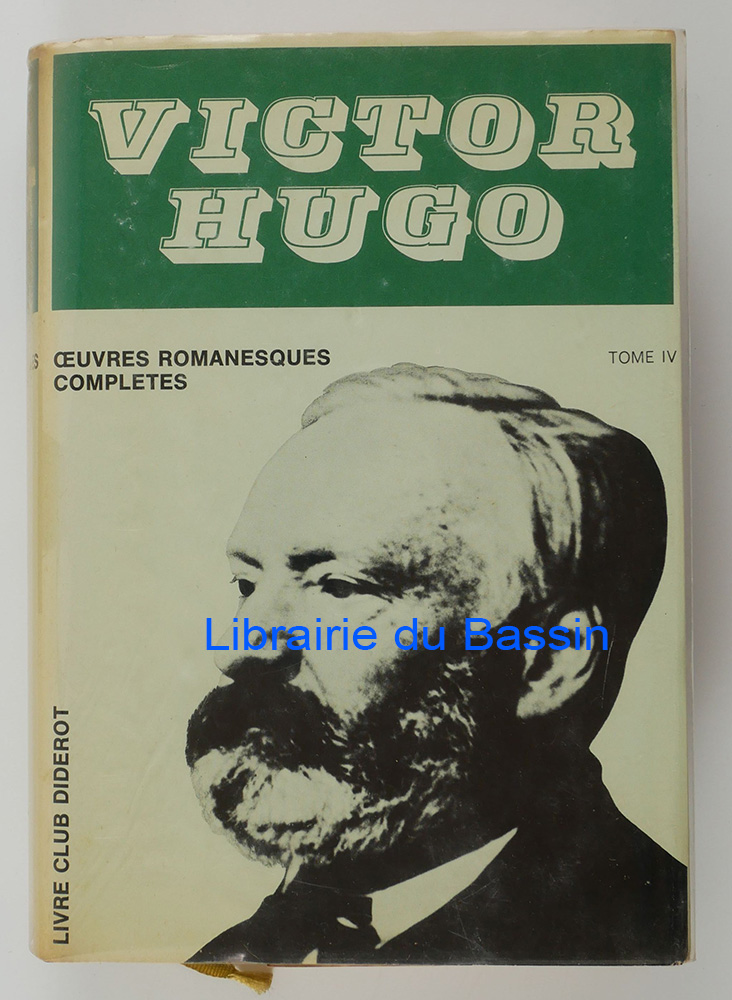 VICTOR
HUGO
ŒUVRES ROMANESQUES
COMPLETES
TOME IV
Librairie du Bassin
LIVRE CLUB DIDEROT